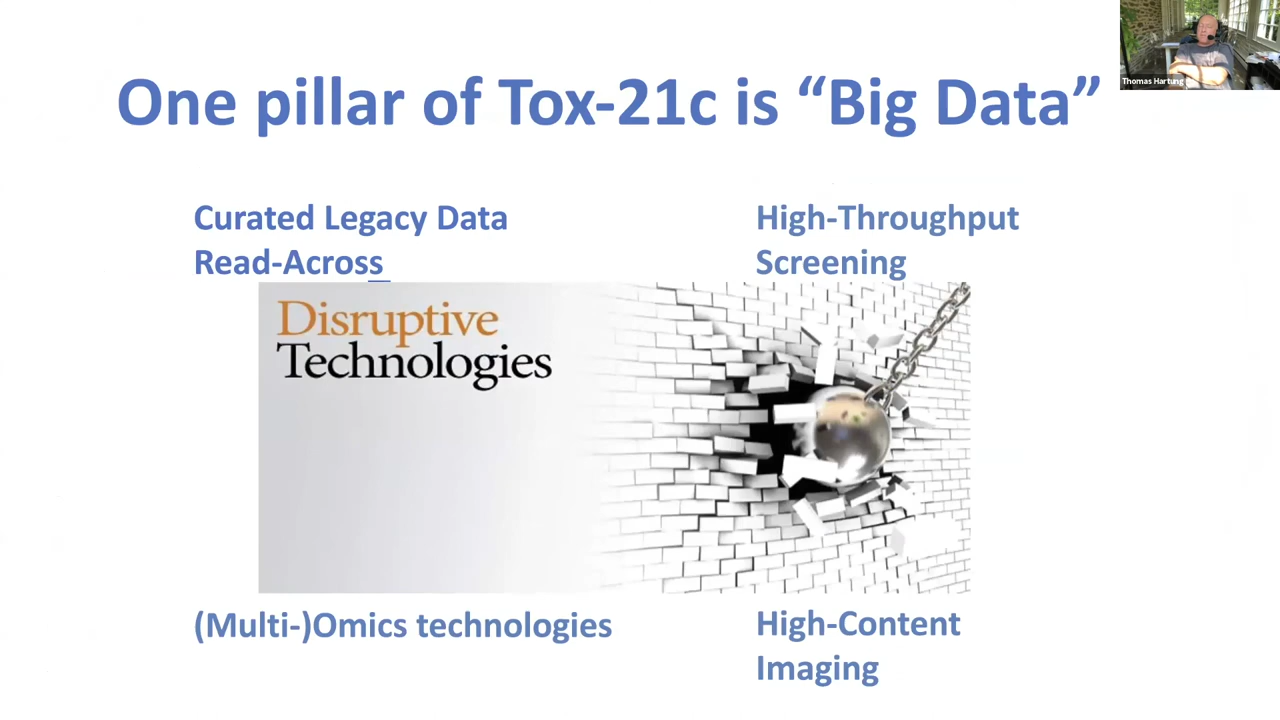 One pillar of Tox-21c is “Big Data”
Thomas Hartung
Curated Legacy Data
Read-Across
High-Throughput
Screening
Disruptive
Technologies
(Multi-)Omics technologies
High-Content
Imaging